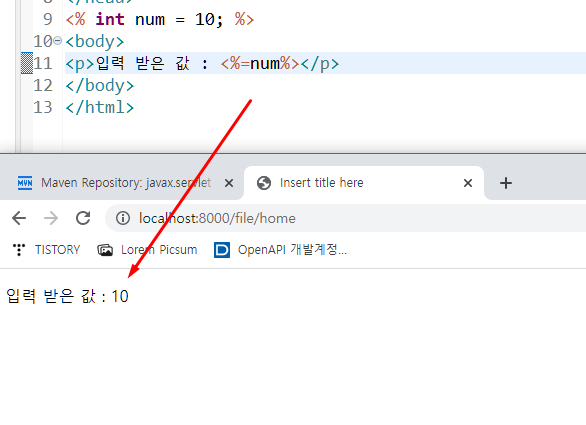 8 </head>
9 <% int num = 10; %>
10 <body>
11 <p>입력 받은 값 : <%=num%></p>
12 </body>
13 </html>
Maven Repository: javax.servlet
Insert title here
localhost:8000/file/home
TISTORY Lorem Picsum OpenAPI 개발계정...
입력 받은 값 : 10